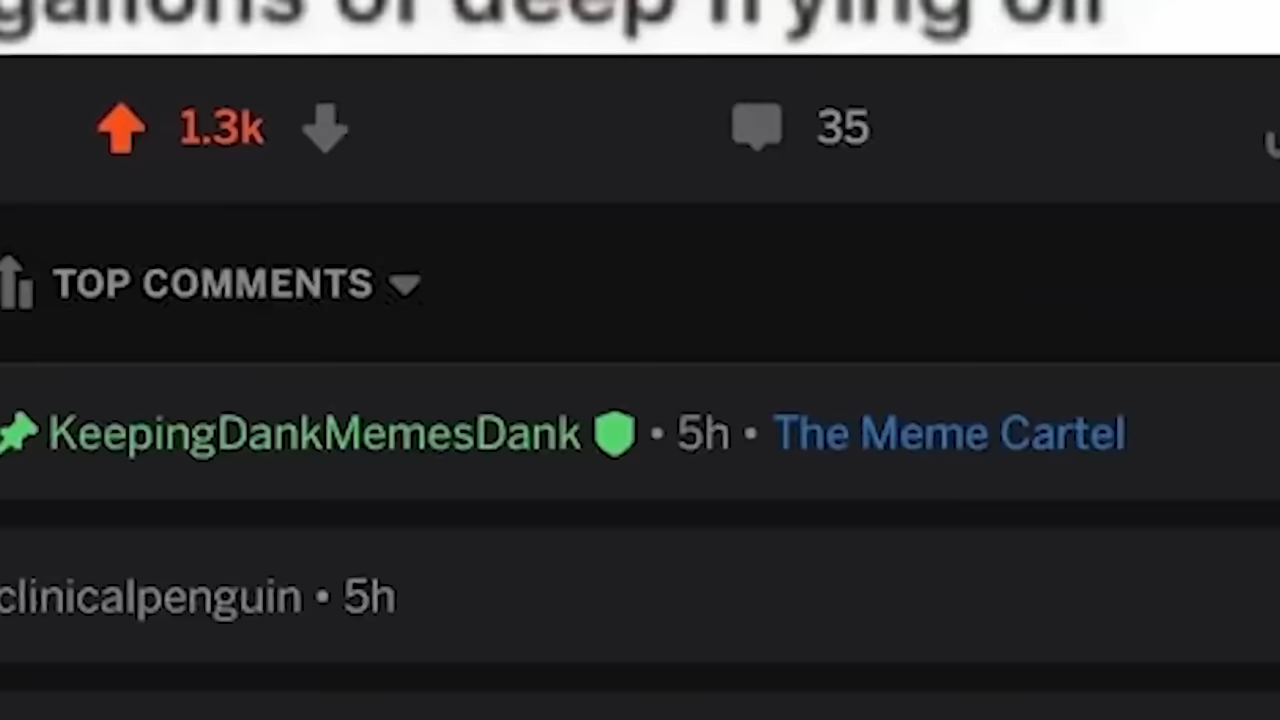 gallons of deep frying oil
1.3k 35
TOP COMMENTS
KeepingDankMemesDank • 5h • The Meme Cartel
clinicalpenguin • 5h